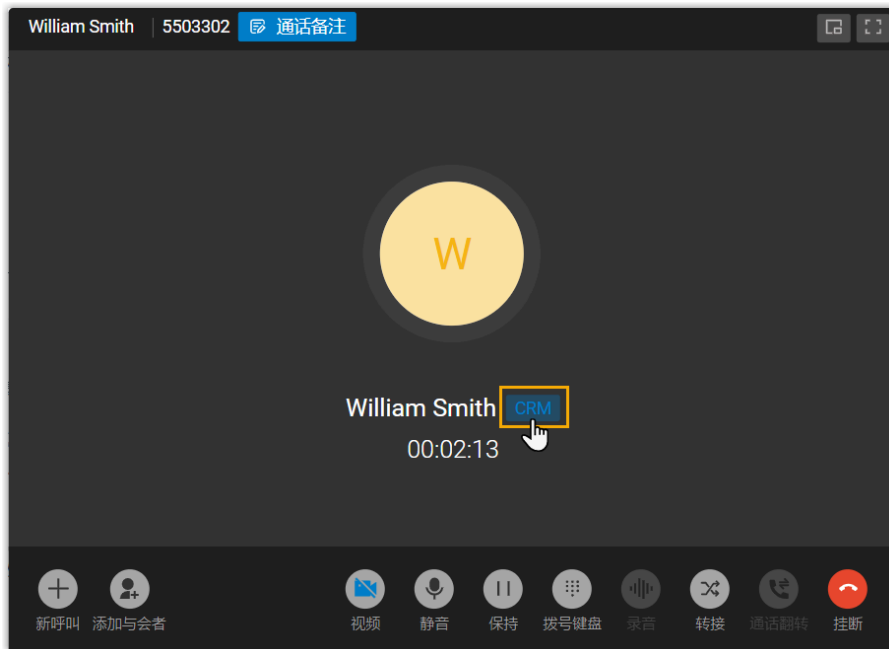 William Smith 5503302 通话备注
W
William Smith CRM
00:02:13
新呼叫 添加与会者 视频 静音 保持 拨号键盘 录音 转接 通话翻转 挂断